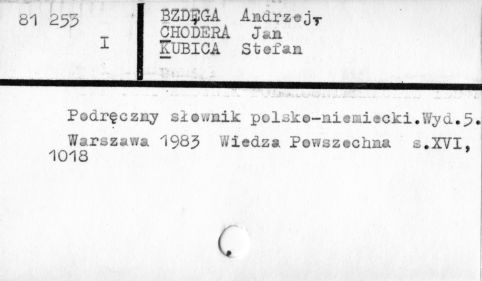 81 253
I
BZDĘGA Andrzej,
CHODERA Jan
KUBICA Stefan
Podręczny słownik polsko-niemiecki.Wyd.5.
Warszawa 1983 Wiedza Powszechna s.XVI,
1018